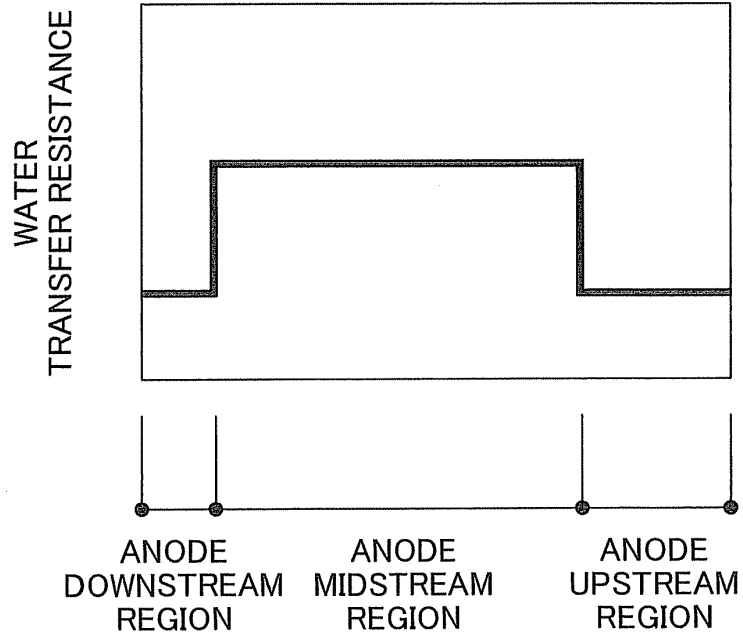 WATER
TRANSFER RESISTANCE
ANODE
DOWNSTREAM
REGION
ANODE
MIDSTREAM
REGION
ANODE
UPSTREAM
REGION